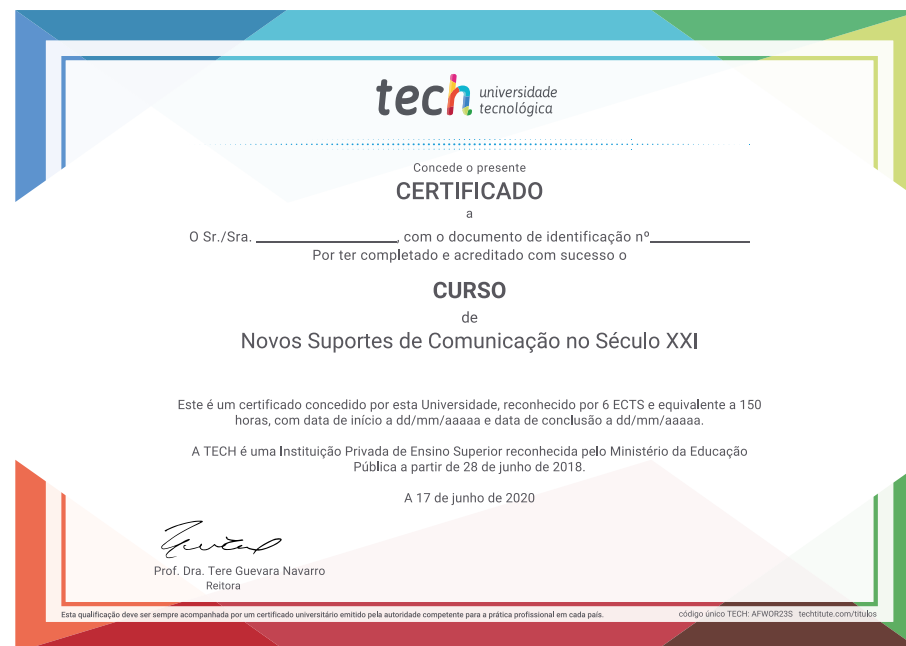 tech universidade
tecnológica
Concede o presente
CERTIFICADO
a
O Sr./Sra. , com o documento de identificação nº
Por ter completado e acreditado com sucesso o
CURSO
de
Novos Suportes de Comunicação no Século XXI
Este é um certificado concedido por esta Universidade, reconhecido por 6 ECTS e equivalente a 150
horas, com data de início a dd/mm/aaaaa e data de conclusão a dd/mm/aaaaa.
A TECH é uma Instituição Privada de Ensino Superior reconhecida pelo Ministério da Educação
Pública a partir de 28 de junho de 2018.
A 17 de junho de 2020
Prof. Dra. Tere Guevara Navarro
Reitora
Esta qualificação deve ser sempre acompanhada por um certificado universitário emitido pela autoridade competente para a prática profissional em cada país. código único TECH: AFWOR23S techtitute.com/titulos